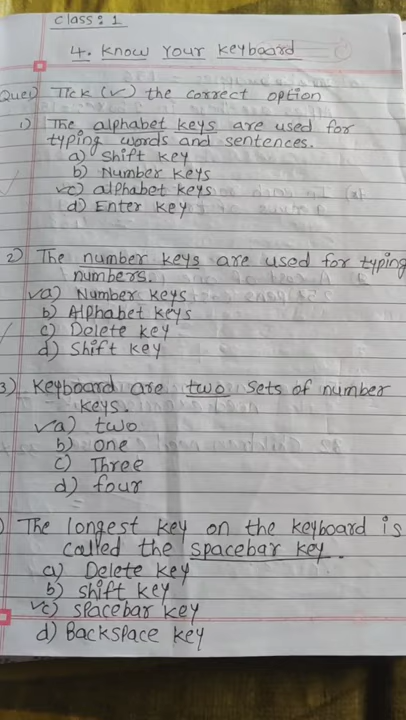 class: 1
4. Know Your Keyboard
Que1) Tick (✓) the correct option
1) The alphabet keys are used for
typing words and sentences.
a) Shift key
b) Number keys
✓c) alphabet keys
d) Enter key
2) The number keys are used for typing
numbers.
✓a) Number keys
b) Alphabet keys
c) Delete key
d) Shift key
3) Keyboard are two sets of number
keys.
✓a) two
b) one
c) Three
d) four
) The longest key on the keyboard is
called the spacebar key.
a) Delete key
b) shift key
✓c) spacebar key
d) Backspace key